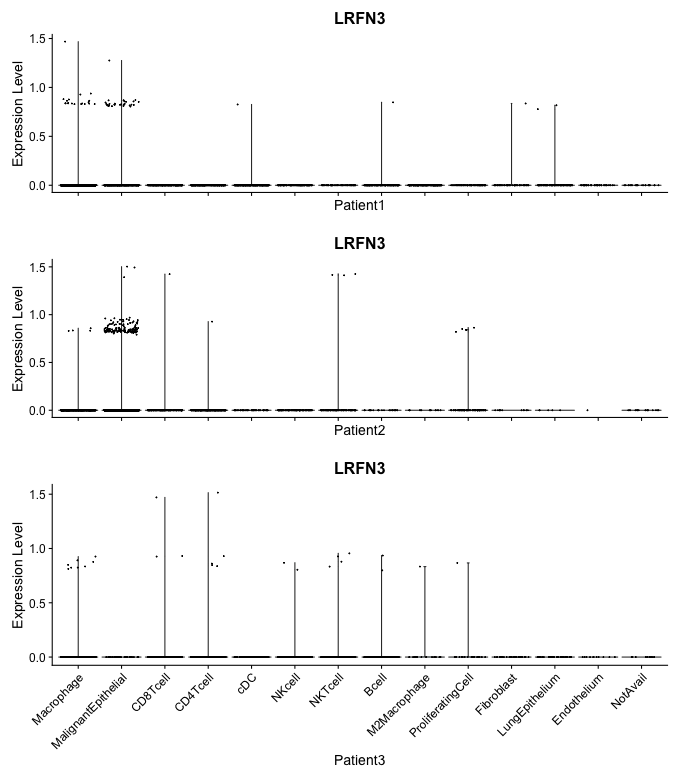 LRFN3
Expression Level
1.5
1.0
0.5
0.0
Patient1
LRFN3
Expression Level
1.5
1.0
0.5
0.0
Patient2
LRFN3
Expression Level
1.5
1.0
0.5
0.0
Macrophage
MalignantEpithelial
CD8Tcell
CD4Tcell
cDC
NKcell
NKTcell
Bcell
M2Macrophage
ProliferatingCell
Fibroblast
LungEpithelium
Endothelium
NotAvail
Patient3